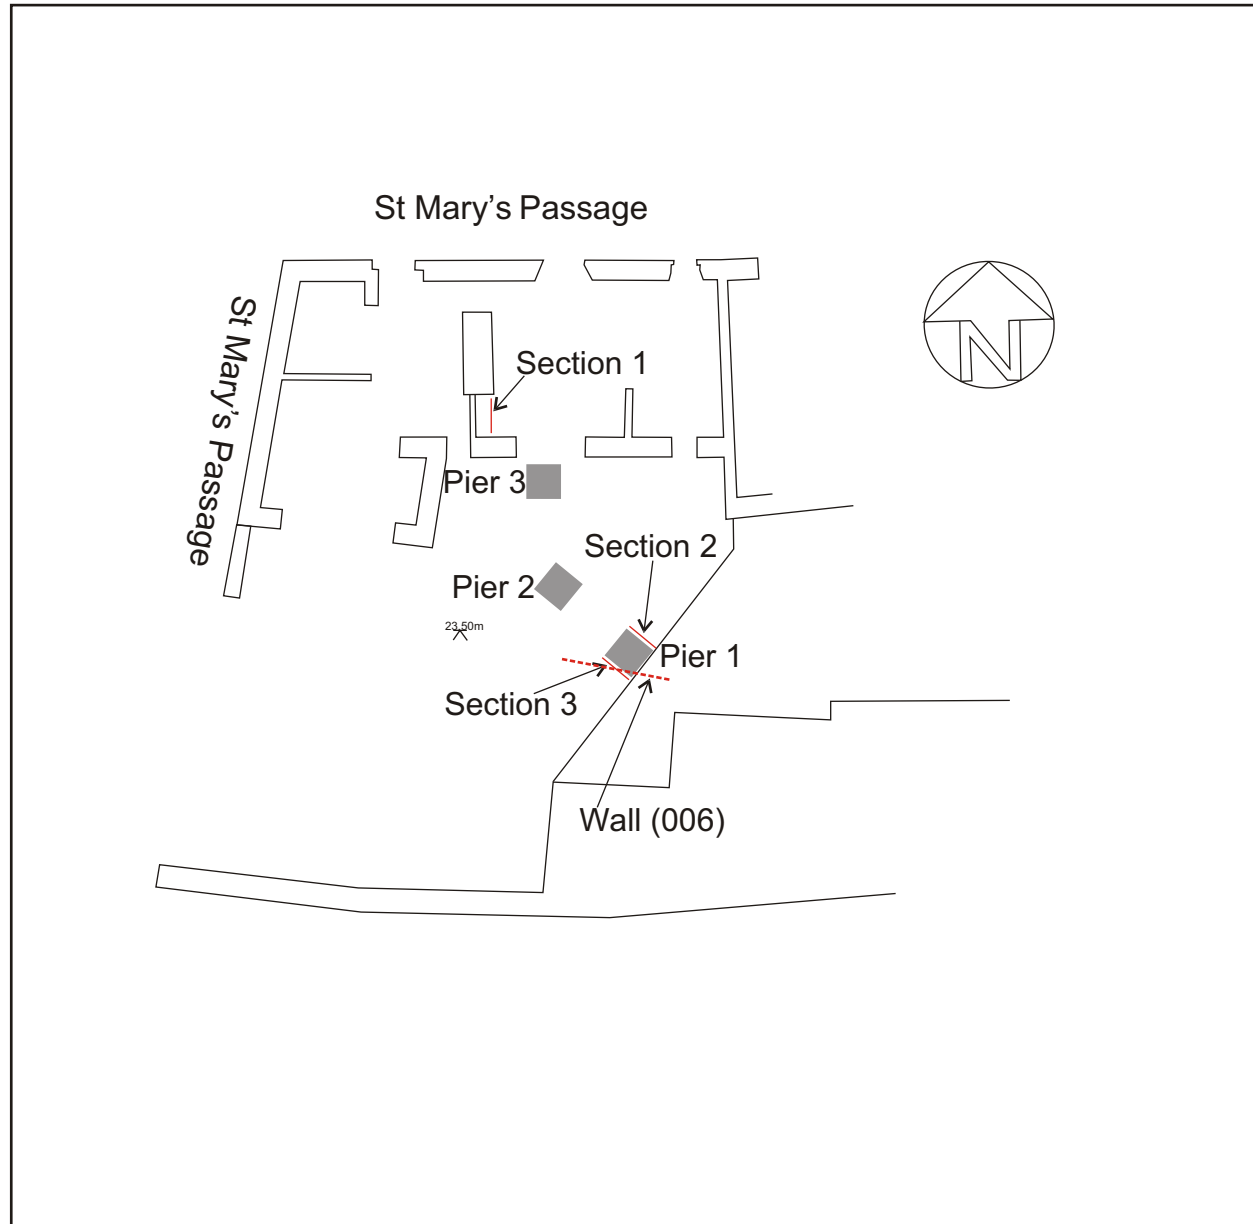 St Mary's Passage
St Mary's Passage
N
Section 1
Pier 3
Section 2
Pier 2
23.50m
Pier 1
Section 3
Wall (006)